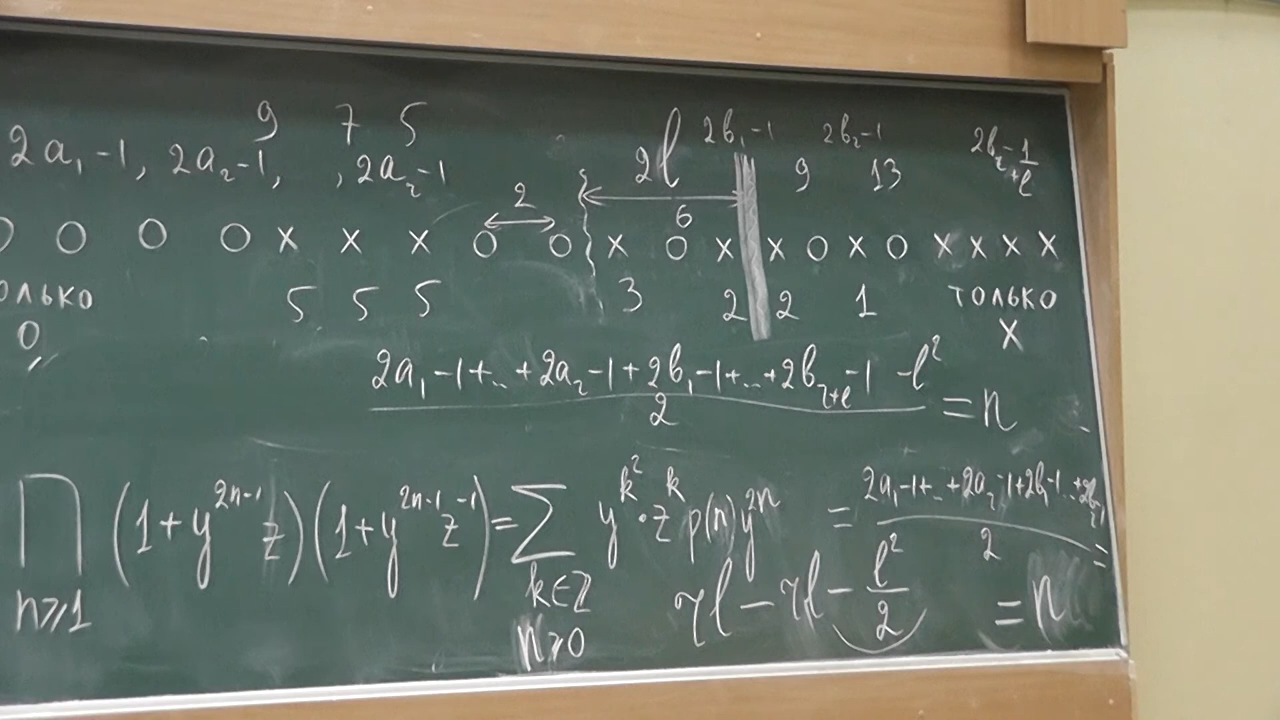 9 7 5 2l 2b₁-1 2b₂-1 2b_{r+l}-1
2a₁-1, 2a₂-1, , 2a_r-1 9 13
2 6
O O O O x x x O O x O x x O x O x x x x
только 5 5 5 3 2 2 1 только
O, X
(2a₁-1+..+2a_r-1+2b₁-1+..+2b_{r+l}-1 -l²)/2 = n
∏_{n≥1} (1+y^{2n-1}z)(1+y^{2n-1}z^{-1}) = ∑_{k∈ℤ, n≥0} y^{k²}·z^k p(n)y^{2n} = (2a₁-1+..+2a_r-1+2b₁-1..+2b_{r+l}-1)/2 =
rl - rl - l²/2 = n